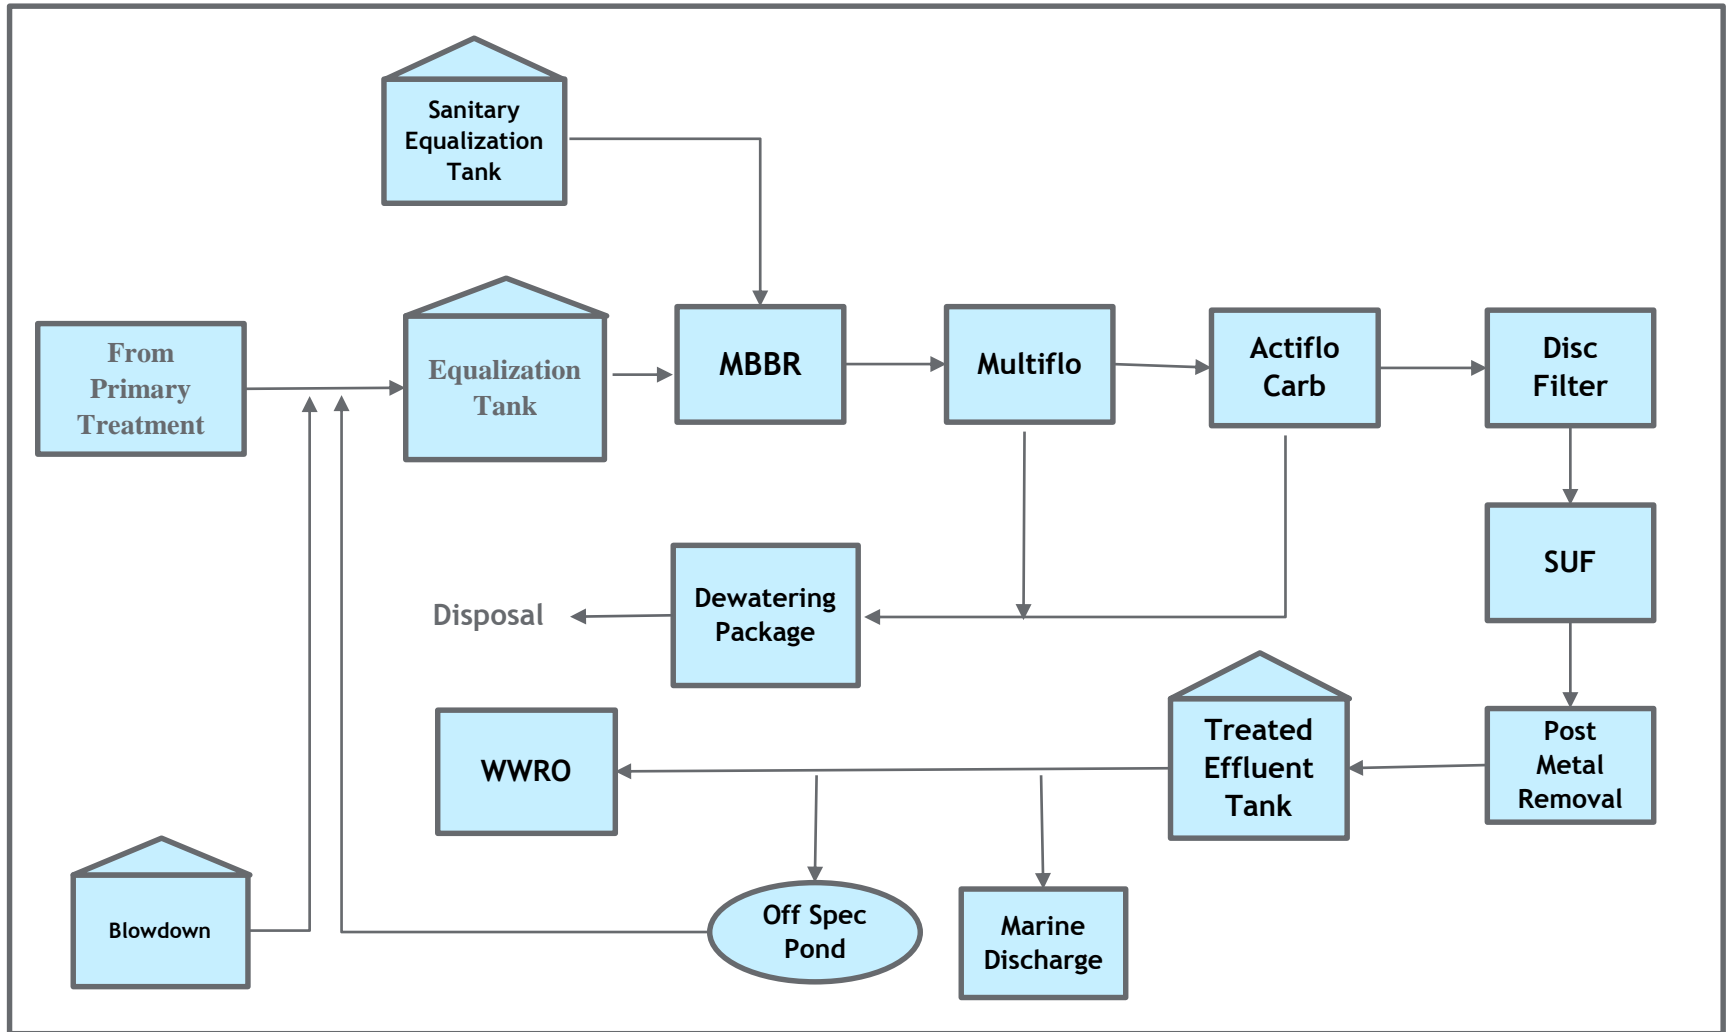 Sanitary
Equalization
Tank
From
Primary
Treatment
Equalization
Tank
MBBR
Multiflo
Actiflo
Carb
Disc
Filter
SUF
Disposal
Dewatering
Package
WWRO
Treated
Effluent
Tank
Post
Metal
Removal
Blowdown
Off Spec
Pond
Marine
Discharge